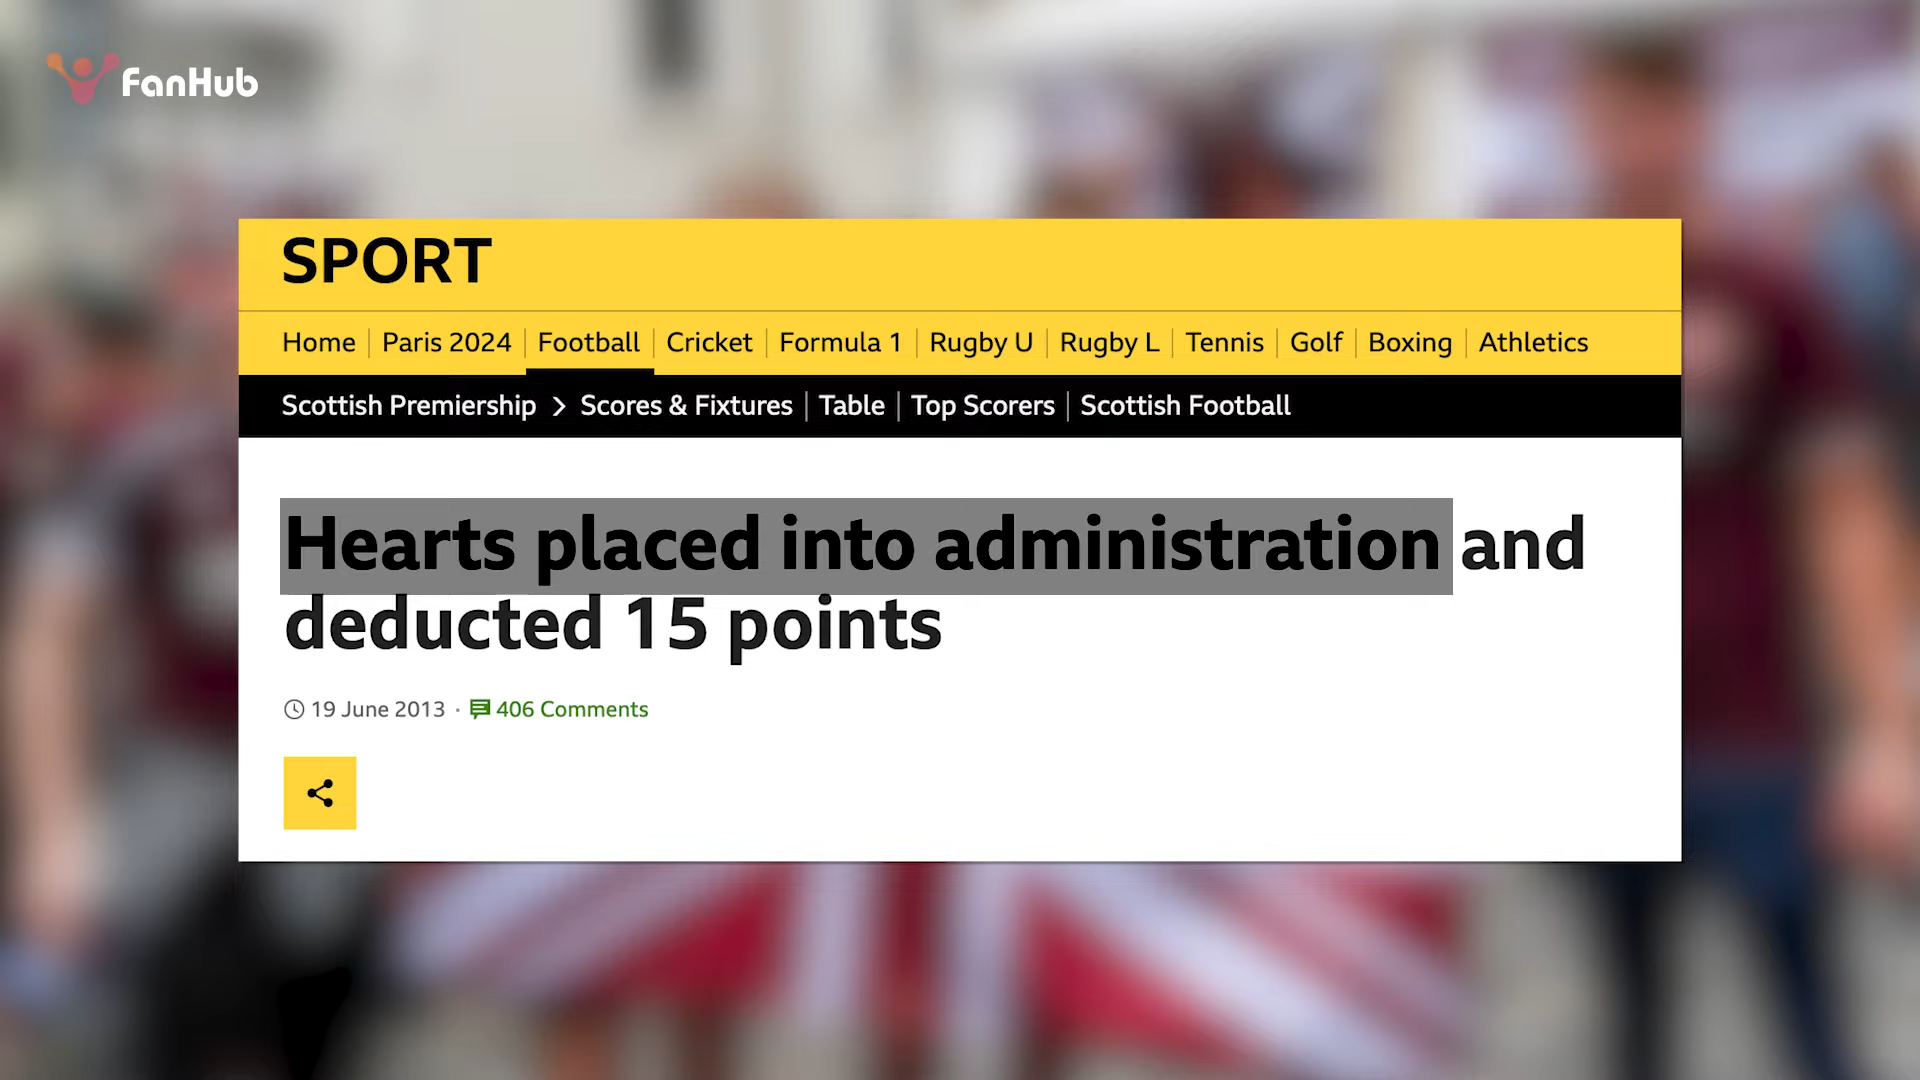 FanHub
SPORT
Home | Paris 2024 | Football | Cricket | Formula 1 | Rugby U | Rugby L | Tennis | Golf | Boxing | Athletics
Scottish Premiership > Scores & Fixtures | Table | Top Scorers | Scottish Football
Hearts placed into administration and
deducted 15 points
19 June 2013 · 406 Comments